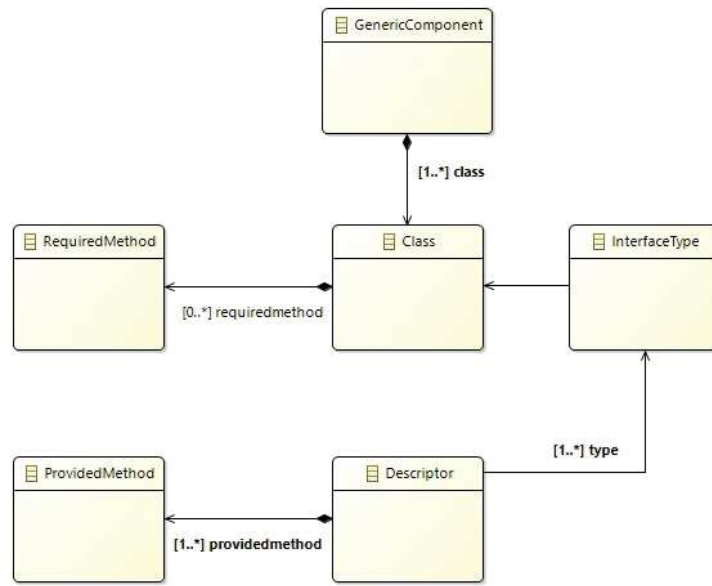 GenericComponent
[1..*] class
RequiredMethod
Class
InterfaceType
[0..*] requiredmethod
[1..*] type
ProvidedMethod
Descriptor
[1..*] providedmethod